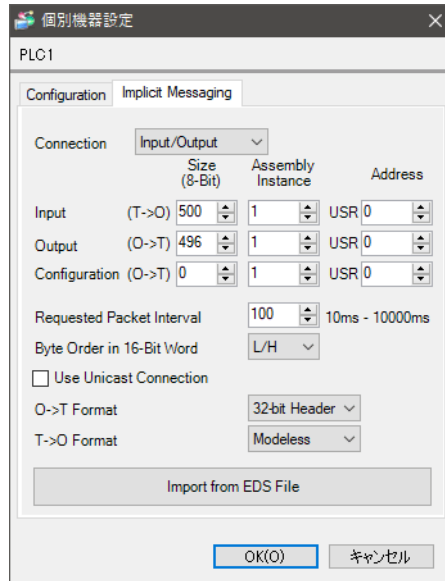 個別機器設定
PLC1
Configuration Implicit Messaging
Connection Input/Output
Size (8-Bit) Assembly Instance Address
Input (T->O) 500 1 USR 0
Output (O->T) 496 1 USR 0
Configuration (O->T) 0 1 USR 0
Requested Packet Interval 100 10ms - 10000ms
Byte Order in 16-Bit Word L/H
Use Unicast Connection
O->T Format 32-bit Header
T->O Format Modeless
Import from EDS File
OK(O) キャンセル